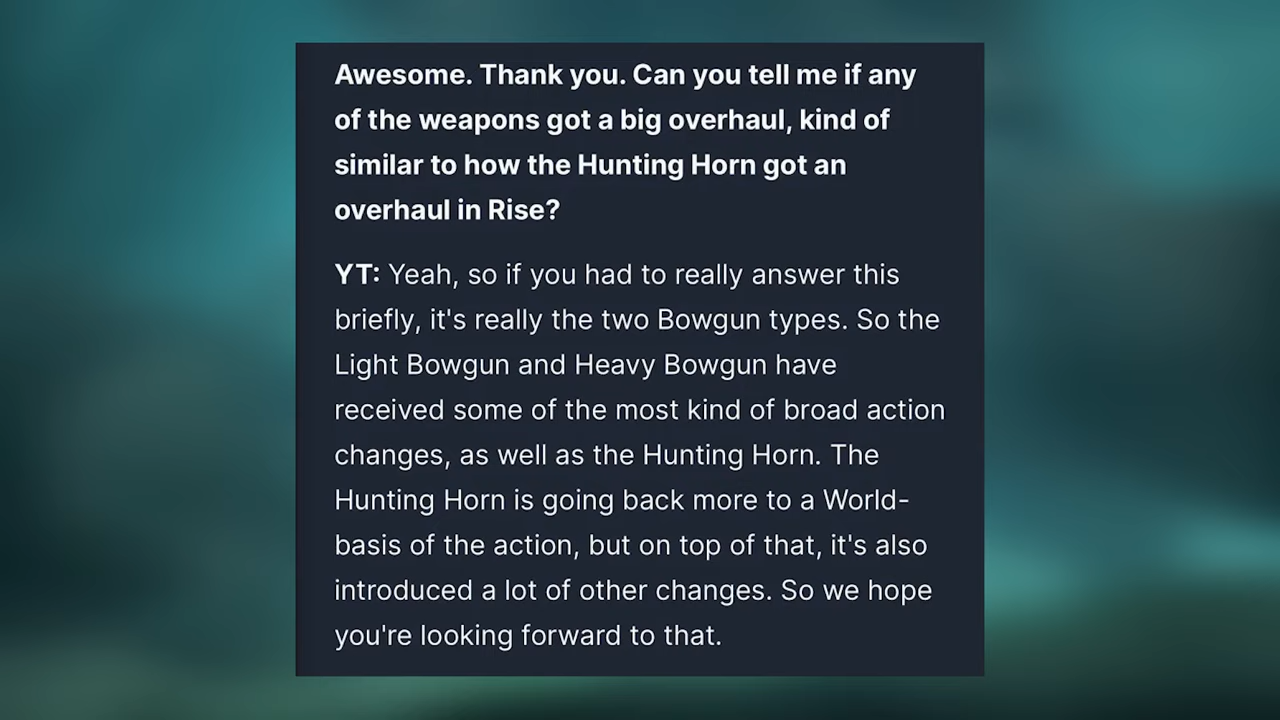 Awesome. Thank you. Can you tell me if any
of the weapons got a big overhaul, kind of
similar to how the Hunting Horn got an
overhaul in Rise?
YT: Yeah, so if you had to really answer this
briefly, it's really the two Bowgun types. So the
Light Bowgun and Heavy Bowgun have
received some of the most kind of broad action
changes, as well as the Hunting Horn. The
Hunting Horn is going back more to a World-
basis of the action, but on top of that, it's also
introduced a lot of other changes. So we hope
you're looking forward to that.